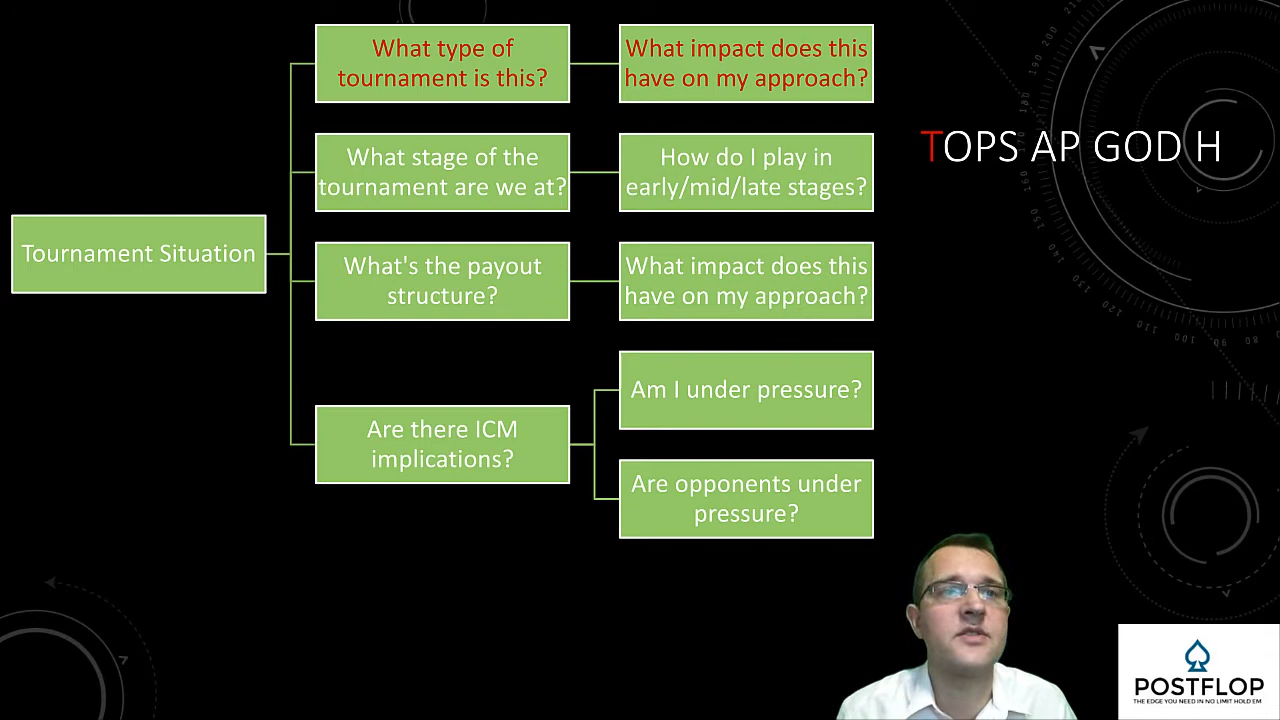 What type of
tournament is this?
What impact does this
have on my approach?
TOPS AP GOD H
What stage of the
tournament are we at?
How do I play in
early/mid/late stages?
Tournament Situation
What's the payout
structure?
What impact does this
have on my approach?
Am I under pressure?
Are there ICM
implications?
Are opponents under
pressure?
POSTFLOP
THE EDGE YOU NEED IN NO LIMIT HOLD EM